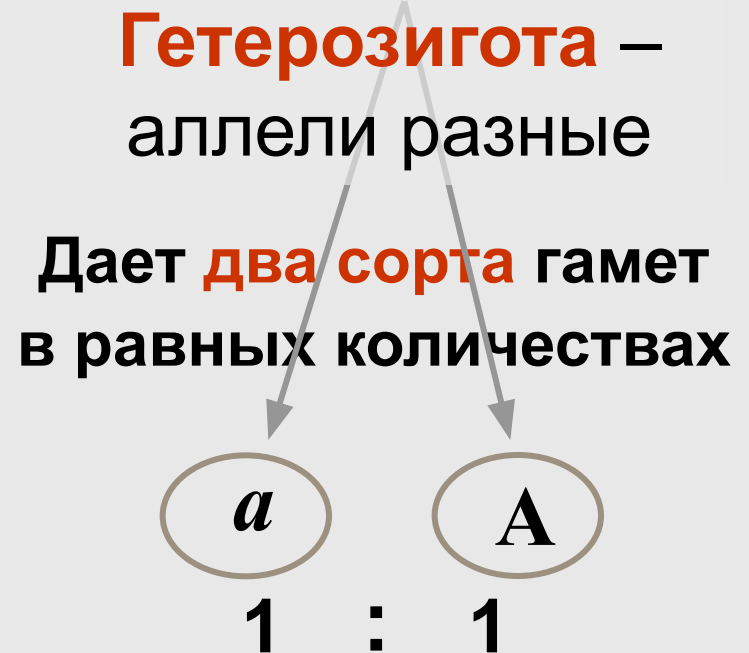 Гетерозигота –
аллели разные
Дает два сорта гамет
в равных количествах
a A
1 : 1